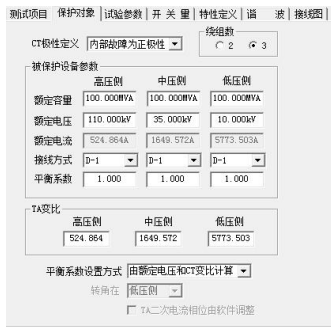 测试项目 保护对象 试验参数 开 关 量 特性定义 谐 波 接线图
CT极性定义 内部故障为正极性
绕组数
2 3
被保护设备参数
高压侧 中压侧 低压侧
额定容量 100.000MVA 100.000MVA 100.000MVA
额定电压 110.000kV 35.000kV 10.000kV
额定电流 524.864A 1649.572A 5773.503A
接线方式 D-1 D-1 D-1
平衡系数 1.000 1.000 1.000
TA变比
高压侧 中压侧 低压侧
524.864 1649.572 5773.503
平衡系数设置方式 由额定电压和CT变比计算
转角在 低压侧
TA二次电流相位由软件调整